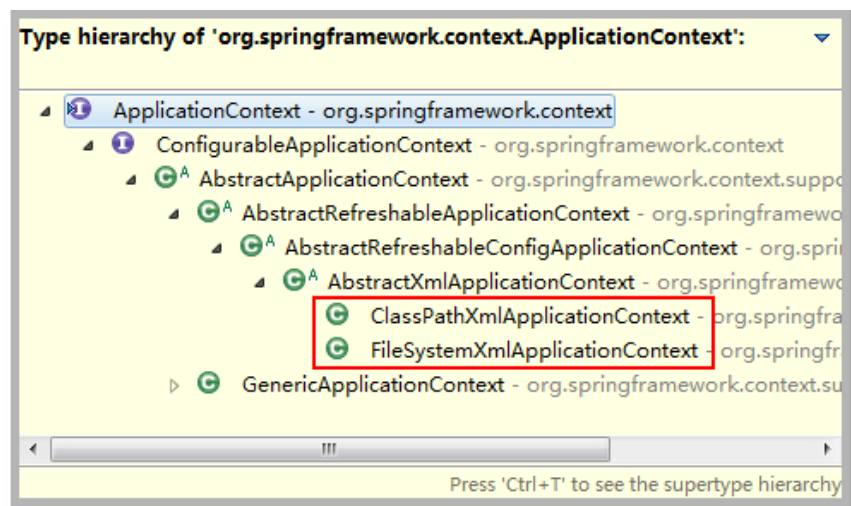 Type hierarchy of 'org.springframework.context.ApplicationContext':
ApplicationContext - org.springframework.context
ConfigurableApplicationContext - org.springframework.context
AbstractApplicationContext - org.springframework.context.suppo
AbstractRefreshableApplicationContext - org.springframewo
AbstractRefreshableConfigApplicationContext - org.spri
AbstractXmlApplicationContext - org.springframewo
ClassPathXmlApplicationContext - org.springfra
FileSystemXmlApplicationContext - org.springfr
GenericApplicationContext - org.springframework.context.su
Press 'Ctrl+T' to see the supertype hierarchy